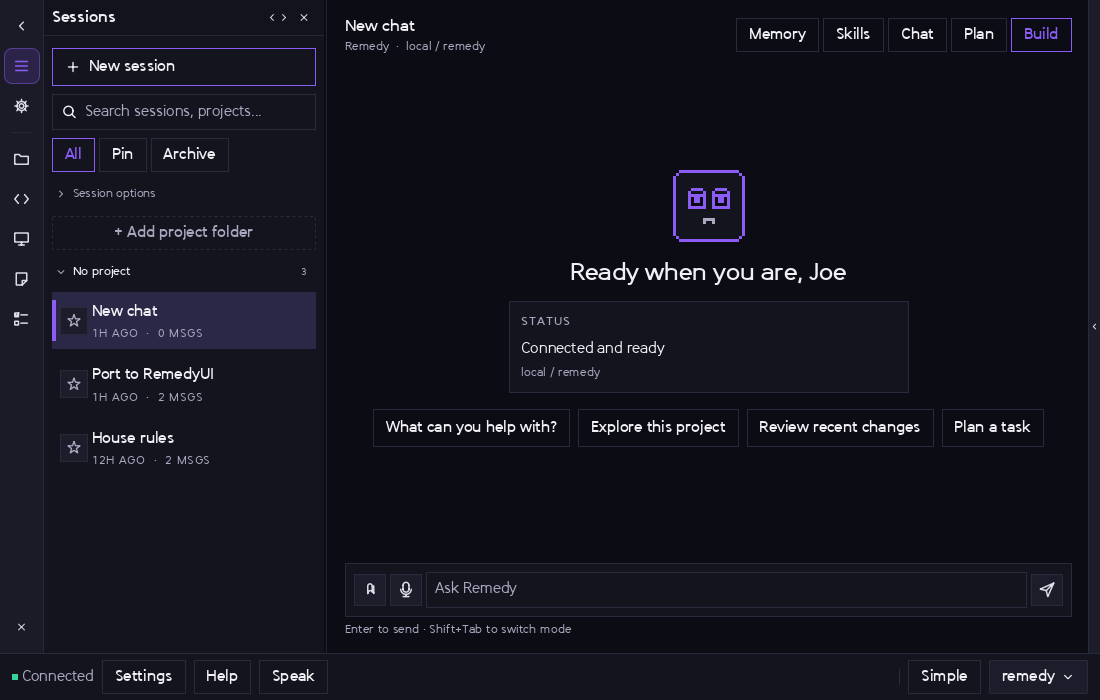 Sessions
New session
Search sessions, projects...
All
Pin
Archive
Session options
+ Add project folder
No project
3
New chat
1H AGO · 0 MSGS
Port to RemedyUI
1H AGO · 2 MSGS
House rules
12H AGO · 2 MSGS
New chat
Remedy · local / remedy
Memory
Skills
Chat
Plan
Build
Ready when you are, Joe
STATUS
Connected and ready
local / remedy
What can you help with?
Explore this project
Review recent changes
Plan a task
Ask Remedy
Enter to send · Shift+Tab to switch mode
Connected
Settings
Help
Speak
Simple
remedy